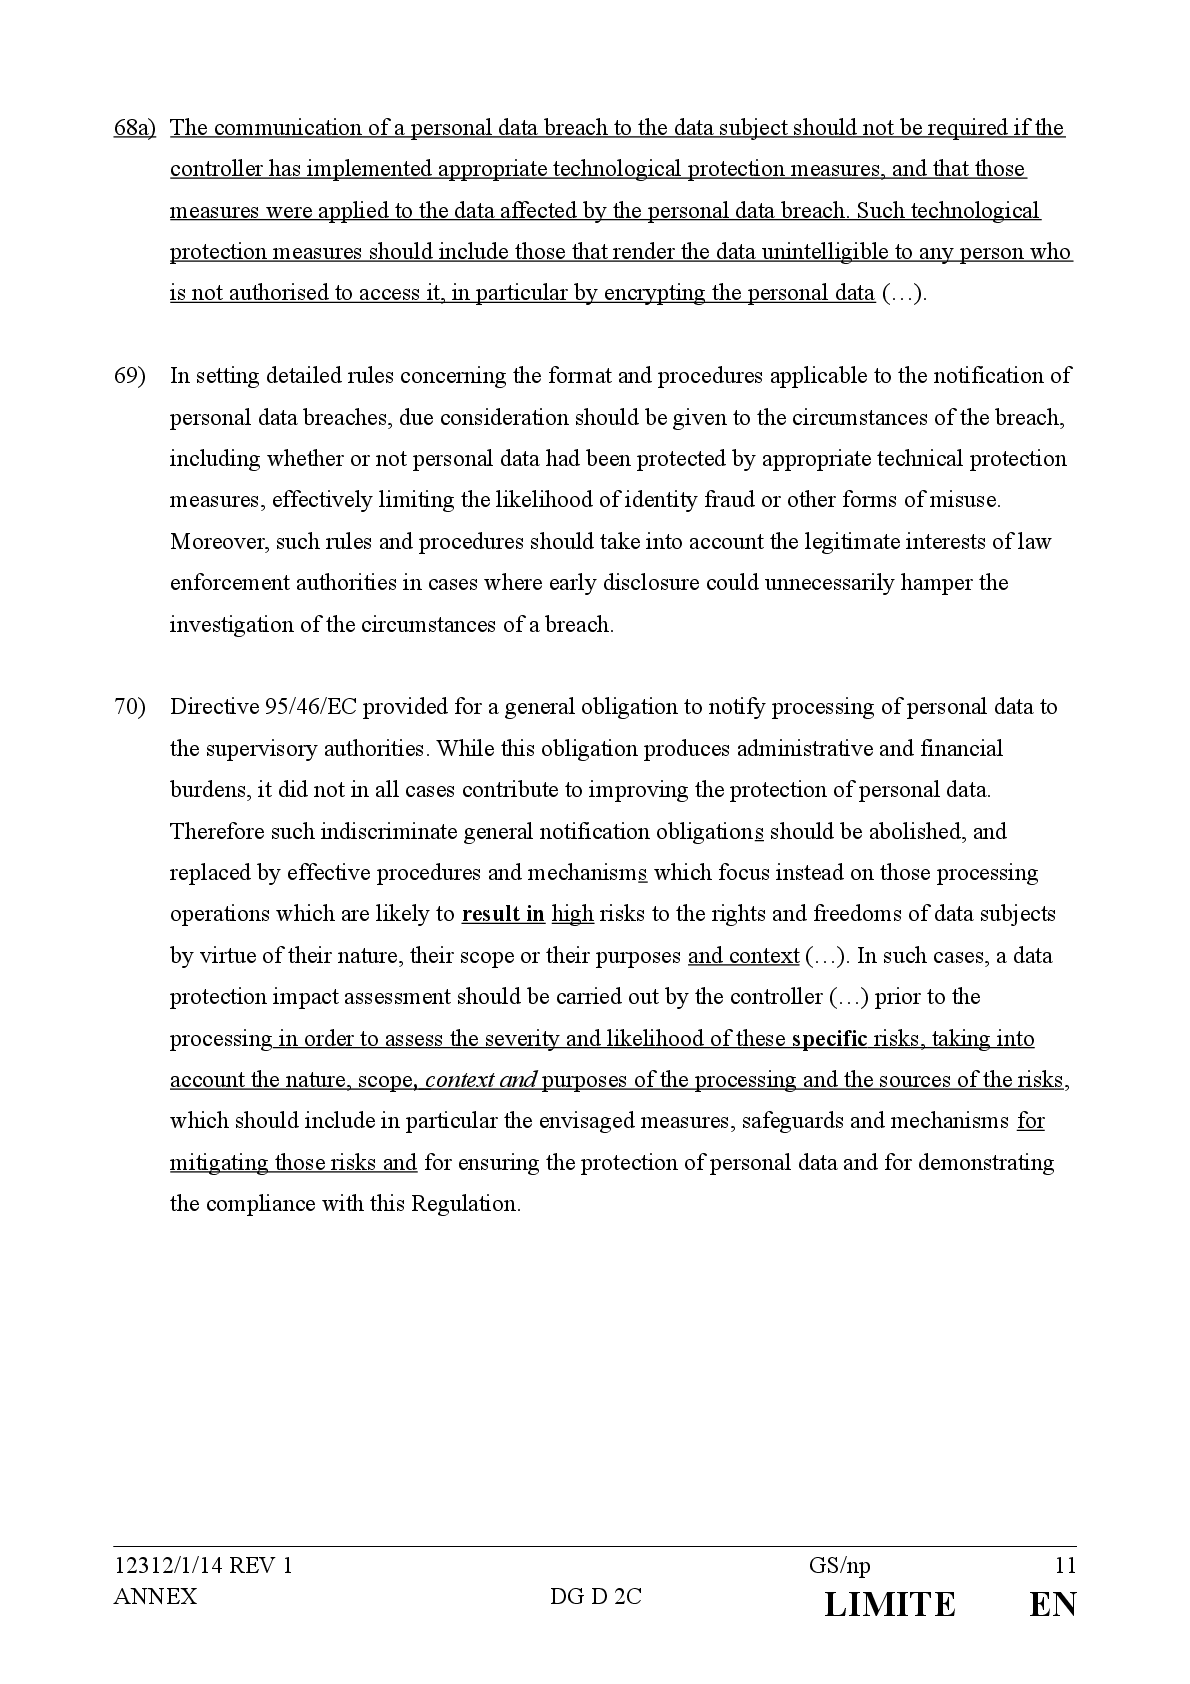 68a) The communication of a personal data breach to the data subject should not be required if the
controller has implemented appropriate technological protection measures, and that those
measures were applied to the data affected by the personal data breach. Such technological
protection measures should include those that render the data unintelligible to any person who
is not authorised to access it, in particular by encrypting the personal data (…).
69) In setting detailed rules concerning the format and procedures applicable to the notification of
personal data breaches, due consideration should be given to the circumstances of the breach,
including whether or not personal data had been protected by appropriate technical protection
measures, effectively limiting the likelihood of identity fraud or other forms of misuse.
Moreover, such rules and procedures should take into account the legitimate interests of law
enforcement authorities in cases where early disclosure could unnecessarily hamper the
investigation of the circumstances of a breach.
70) Directive 95/46/EC provided for a general obligation to notify processing of personal data to
the supervisory authorities. While this obligation produces administrative and financial
burdens, it did not in all cases contribute to improving the protection of personal data.
Therefore such indiscriminate general notification obligations should be abolished, and
replaced by effective procedures and mechanisms which focus instead on those processing
operations which are likely to result in high risks to the rights and freedoms of data subjects
by virtue of their nature, their scope or their purposes and context (…). In such cases, a data
protection impact assessment should be carried out by the controller (…) prior to the
processing in order to assess the severity and likelihood of these specific risks, taking into
account the nature, scope, context and purposes of the processing and the sources of the risks,
which should include in particular the envisaged measures, safeguards and mechanisms for
mitigating those risks and for ensuring the protection of personal data and for demonstrating
the compliance with this Regulation.
12312/1/14 REV 1 GS/np 11
ANNEX DG D 2C LIMITE EN